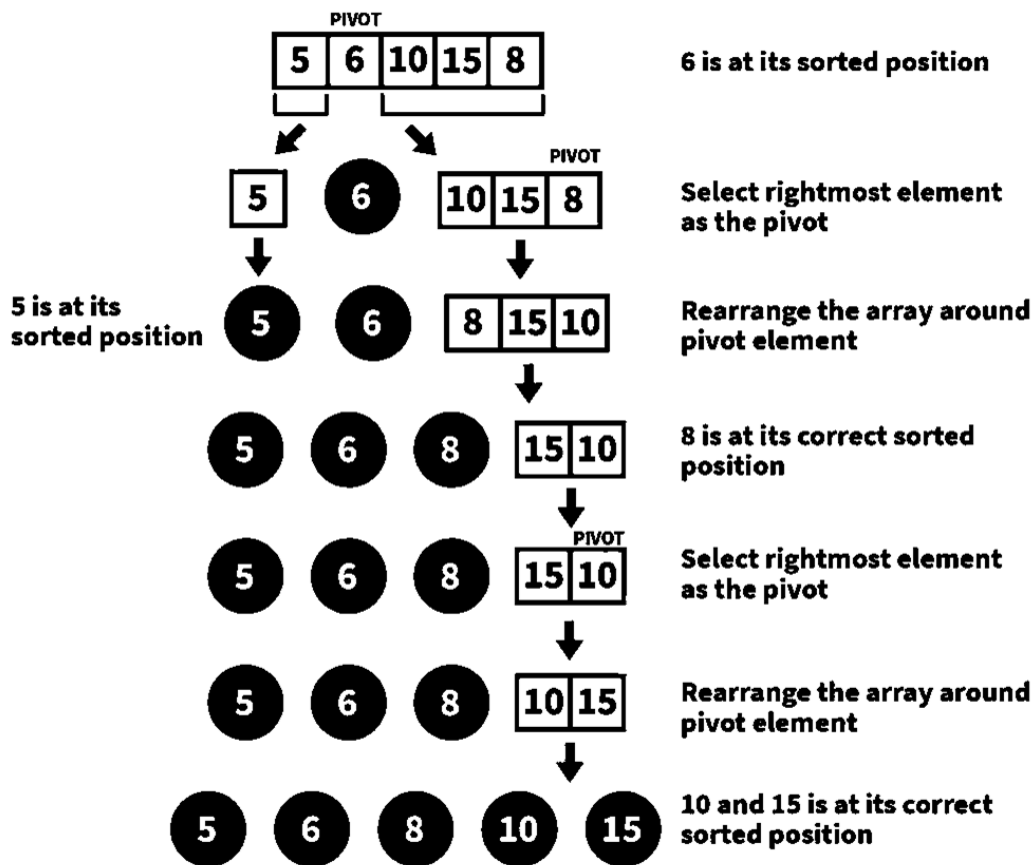 PIVOT
5 6 10 15 8
6 is at its sorted position
PIVOT
5 6 10 15 8
Select rightmost element
as the pivot
5 is at its
sorted position
5 6 8 15 10
Rearrange the array around
pivot element
5 6 8 15 10
8 is at its correct sorted
position
PIVOT
5 6 8 15 10
Select rightmost element
as the pivot
5 6 8 10 15
Rearrange the array around
pivot element
5 6 8 10 15
10 and 15 is at its correct
sorted position